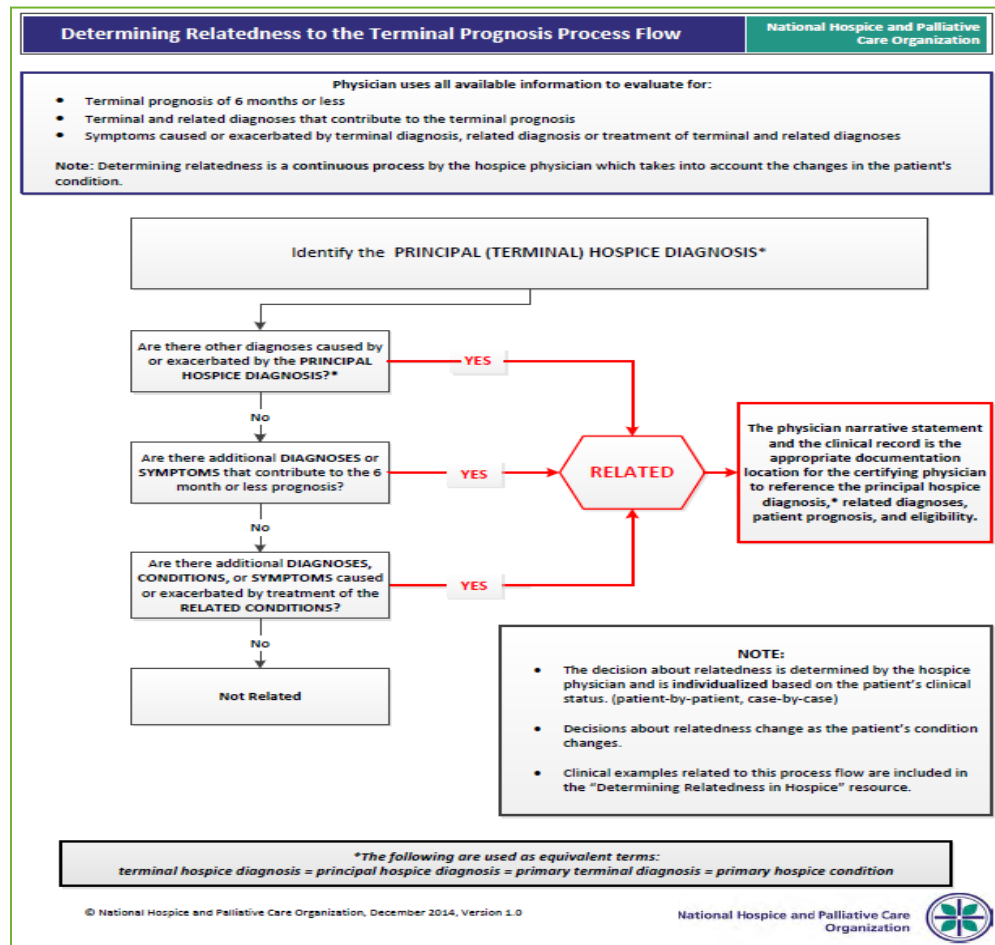 Determining Relatedness to the Terminal Prognosis Process Flow
National Hospice and Palliative
Care Organization
Physician uses all available information to evaluate for:
• Terminal prognosis of 6 months or less
• Terminal and related diagnoses that contribute to the terminal prognosis
• Symptoms caused or exacerbated by terminal diagnosis, related diagnosis or treatment of terminal and related diagnoses
Note: Determining relatedness is a continuous process by the hospice physician which takes into account the changes in the patient's
condition.
Identify the PRINCIPAL (TERMINAL) HOSPICE DIAGNOSIS*
Are there other diagnoses caused by
or exacerbated by the PRINCIPAL
HOSPICE DIAGNOSIS?*
YES
No
Are there additional DIAGNOSES or
SYMPTOMS that contribute to the 6
month or less prognosis?
YES
RELATED
The physician narrative statement
and the clinical record is the
appropriate documentation
location for the certifying physician
to reference the principal hospice
diagnosis,* related diagnoses,
patient prognosis, and eligibility.
No
Are there additional DIAGNOSES,
CONDITIONS, or SYMPTOMS caused
or exacerbated by treatment of the
RELATED CONDITIONS?
YES
No
Not Related
NOTE:
• The decision about relatedness is determined by the hospice
physician and is individualized based on the patient's clinical
status. (patient-by-patient, case-by-case)
• Decisions about relatedness change as the patient's condition
changes.
• Clinical examples related to this process flow are included in
the "Determining Relatedness in Hospice" resource.
*The following are used as equivalent terms:
terminal hospice diagnosis = principal hospice diagnosis = primary terminal diagnosis = primary hospice condition
© National Hospice and Palliative Care Organization, December 2014, Version 1.0
National Hospice and Palliative Care
Organization